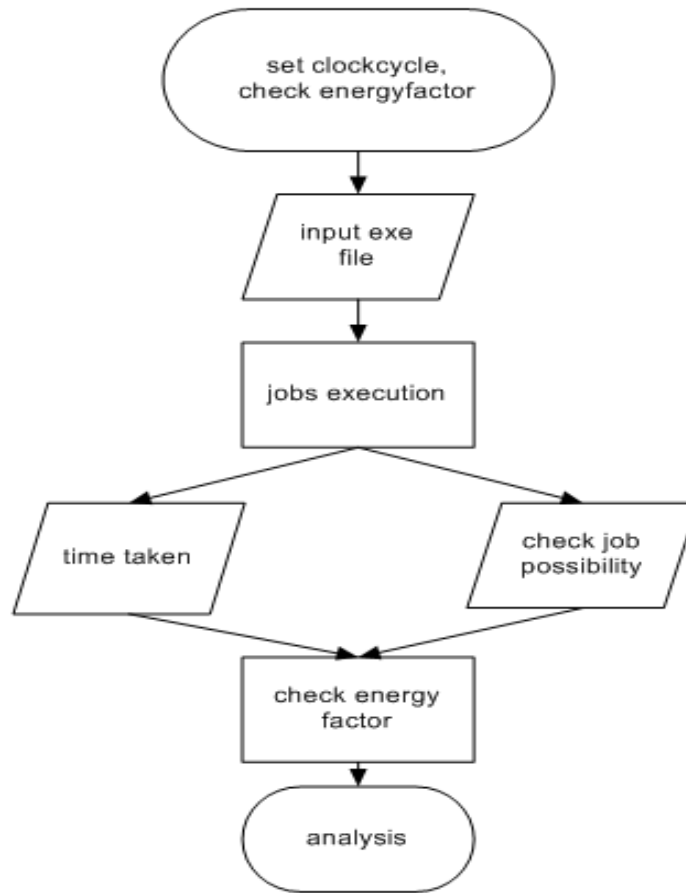 set clockcycle,
check energyfactor
input exe
file
jobs execution
time taken
check job
possibility
check energy
factor
analysis